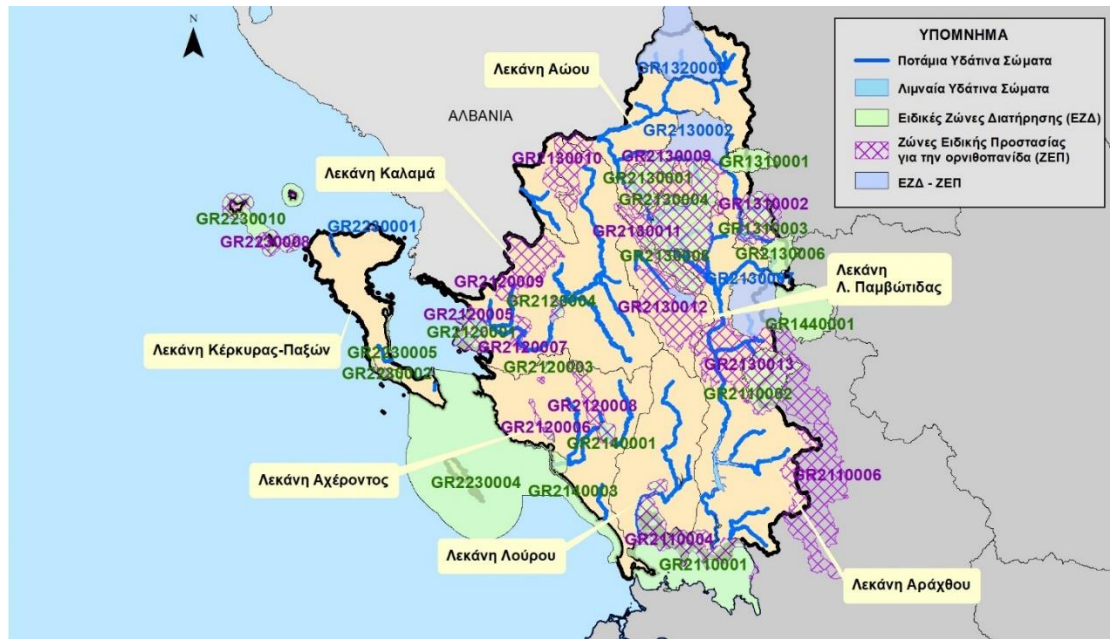 N
ΥΠΟΜΝΗΜΑ
Ποτάμια Υδάτινα Σώματα
Λιμναία Υδάτινα Σώματα
Ειδικές Ζώνες Διατήρησης (ΕΖΔ)
Ζώνες Ειδικής Προστασίας
για την ορνιθοπανίδα (ΖΕΠ)
ΕΖΔ - ΖΕΠ
Λεκάνη Αώου
ΑΛΒΑΝΙΑ
GR2130002
GR2130010
GR2130009
GR1310001
GR2130001
Λεκάνη Καλαμά
GR2130004
GR1310002
GR2230010
GR2230001
GR2130011
GR1310003
GR2230008
GR2130006
Λεκάνη
Λ. Παμβώτιδας
GR2120009
GR2120004
GR2130012
GR2120005
GR2120001
GR1440001
Λεκάνη Κέρκυρας-Παξών
GR2120007
GR2230005
GR2120003
GR2130013
GR2230002
GR2110002
GR2120008
GR2120006
GR2140001
Λεκάνη Αχέροντος
GR2110006
GR2230004
GR2140003
Λεκάνη Λούρου
GR2110004
GR2110001
Λεκάνη Αράχθου